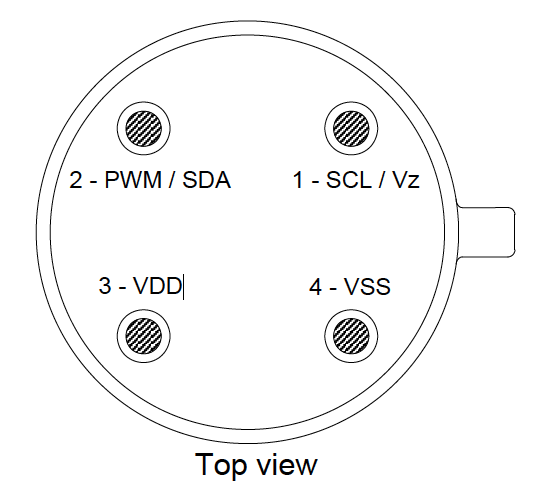 2 - PWM / SDA
1 - SCL / Vz
3 - VDD
4 - VSS
Top view